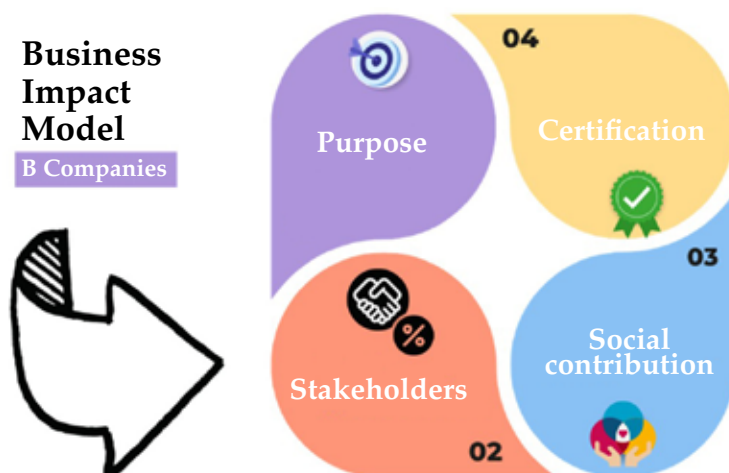 Business
Impact
Model
B Companies
Purpose
04
Certification
Stakeholders
%
02
03
Social
contribution